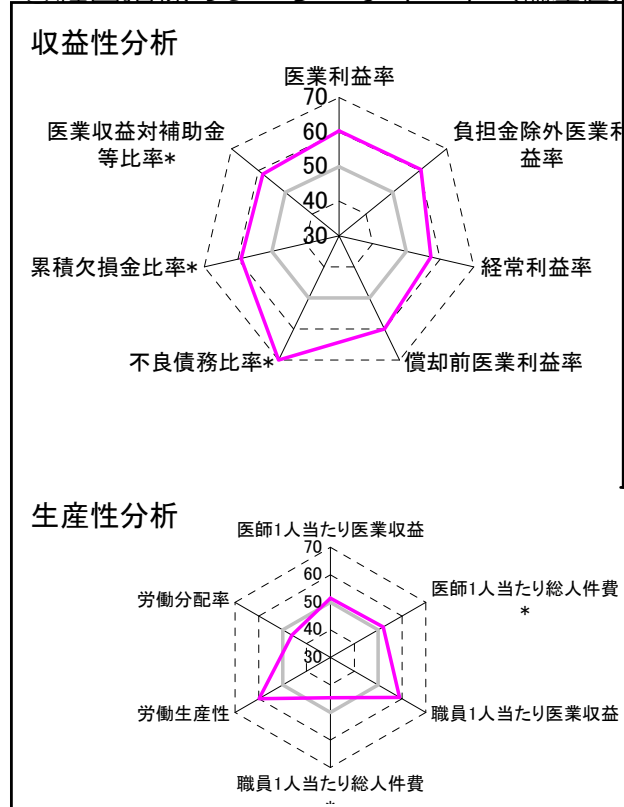 収益性分析
医業利益率
70
60
50
40
30
負担金除外医業利
益率
経常利益率
償却前医業利益率
不良債務比率*
累積欠損金比率*
医業収益対補助金
等比率*
生産性分析
医師1人当たり医業収益
70
60
50
40
30
医師1人当たり総人件費
*
職員1人当たり医業収益
職員1人当たり総人件費
*
労働生産性
労働分配率